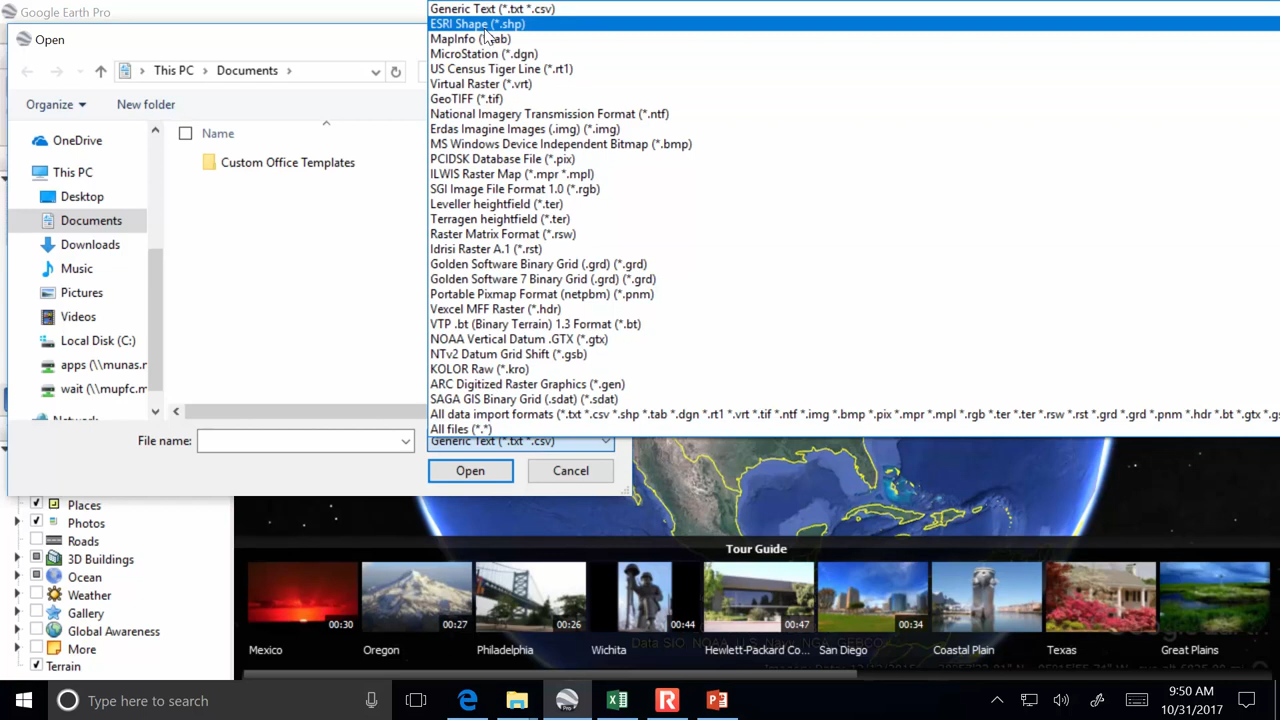 Google Earth Pro
Open
This PC > Documents >
Organize
New folder
OneDrive
This PC
Desktop
Documents
Downloads
Music
Pictures
Videos
Local Disk (C:)
apps (\\munas.r
wait (\\mupfc.m
Network
Name
Custom Office Templates
Generic Text (*.txt *.csv)
ESRI Shape (*.shp)
MapInfo (*.tab)
MicroStation (*.dgn)
US Census Tiger Line (*.rt1)
Virtual Raster (*.vrt)
GeoTIFF (*.tif)
National Imagery Transmission Format (*.ntf)
Erdas Imagine Images (.img) (*.img)
MS Windows Device Independent Bitmap (*.bmp)
PCIDSK Database File (*.pix)
ILWIS Raster Map (*.mpr *.mpl)
SGI Image File Format 1.0 (*.rgb)
Leveller heightfield (*.ter)
Terragen heightfield (*.ter)
Raster Matrix Format (*.rsw)
Idrisi Raster A.1 (*.rst)
Golden Software Binary Grid (.grd) (*.grd)
Golden Software 7 Binary Grid (.grd) (*.grd)
Portable Pixmap Format (netpbm) (*.pnm)
Vexcel MFF Raster (*.hdr)
VTP .bt (Binary Terrain) 1.3 Format (*.bt)
NOAA Vertical Datum .GTX (*.gtx)
NTv2 Datum Grid Shift (*.gsb)
KOLOR Raw (*.kro)
ARC Digitized Raster Graphics (*.gen)
SAGA GIS Binary Grid (.sdat) (*.sdat)
All data import formats (*.txt *.csv *.shp *.tab *.dgn *.rt1 *.vrt *.tif *.ntf *.img *.bmp *.pix *.mpr *.mpl *.rgb *.ter *.ter *.rsw *.rst *.grd *.grd *.pnm *.hdr *.bt *.gtx *.gs
All files (*.*)
File name:
Generic Text (*.txt *.csv)
Open
Cancel
Places
Photos
Roads
3D Buildings
Ocean
Weather
Gallery
Global Awareness
More
Terrain
Tour Guide
00:30
00:27
00:26
00:44
00:47
00:34
Data SIO, NOAA, U.S. Navy, NGA, GEBCO
Mexico
Oregon
Philadelphia
Wichita
Hewlett-Packard Co...
San Diego
Coastal Plain
Texas
Great Plains
Type here to search
9:50 AM
10/31/2017